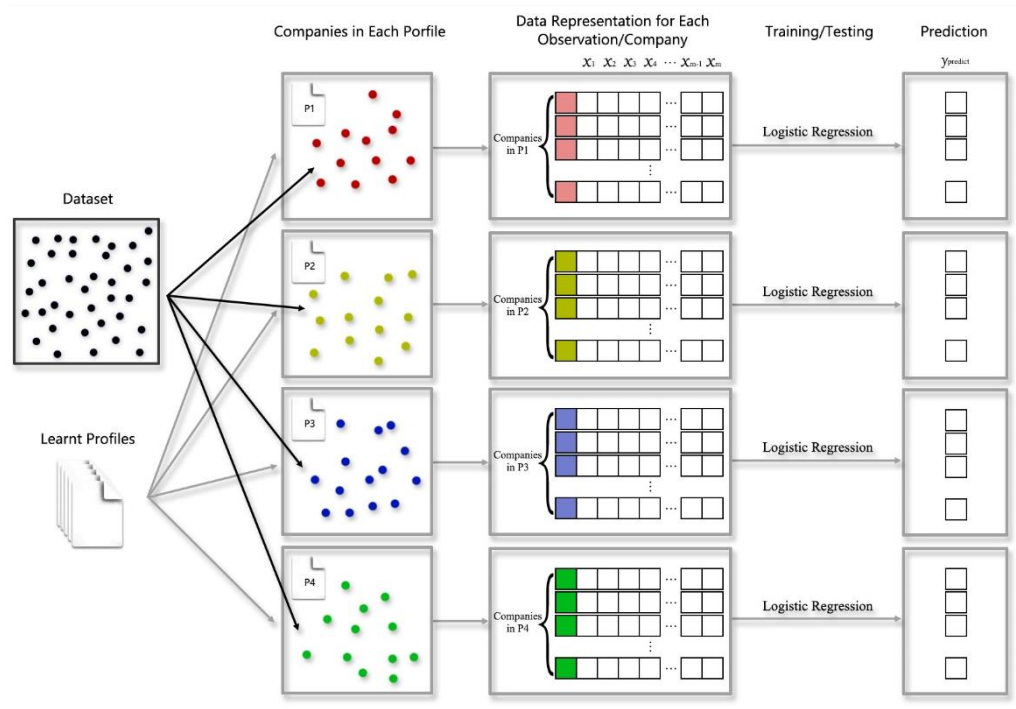 Companies in Each Porfile
Data Representation for Each
Observation/Company
Training/Testing
Prediction
x₁ x₂ x₃ x₄ ⋯ xₘ₋₁ xₘ
yₚᵣₑdᵢcₜ
P1
Companies
in P1
...
...
...
⋮
...
Logistic Regression
Dataset
P2
Companies
in P2
...
...
...
⋮
...
Logistic Regression
Learnt Profiles
P3
Companies
in P3
...
...
...
⋮
...
Logistic Regression
P4
Companies
in P4
...
...
...
⋮
...
Logistic Regression